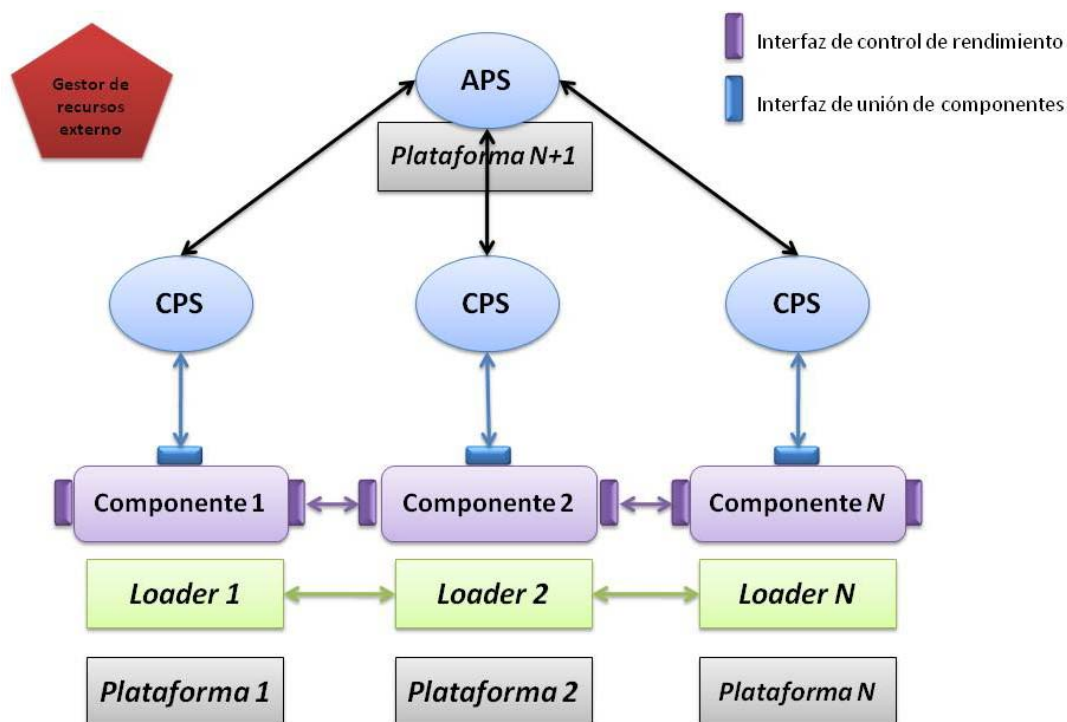 Gestor de
recursos
externo
APS
Plataforma N+1
Interfaz de control de rendimiento
Interfaz de unión de componentes
CPS
CPS
CPS
Componente 1
Componente 2
Componente N
Loader 1
Loader 2
Loader N
Plataforma 1
Plataforma 2
Plataforma N